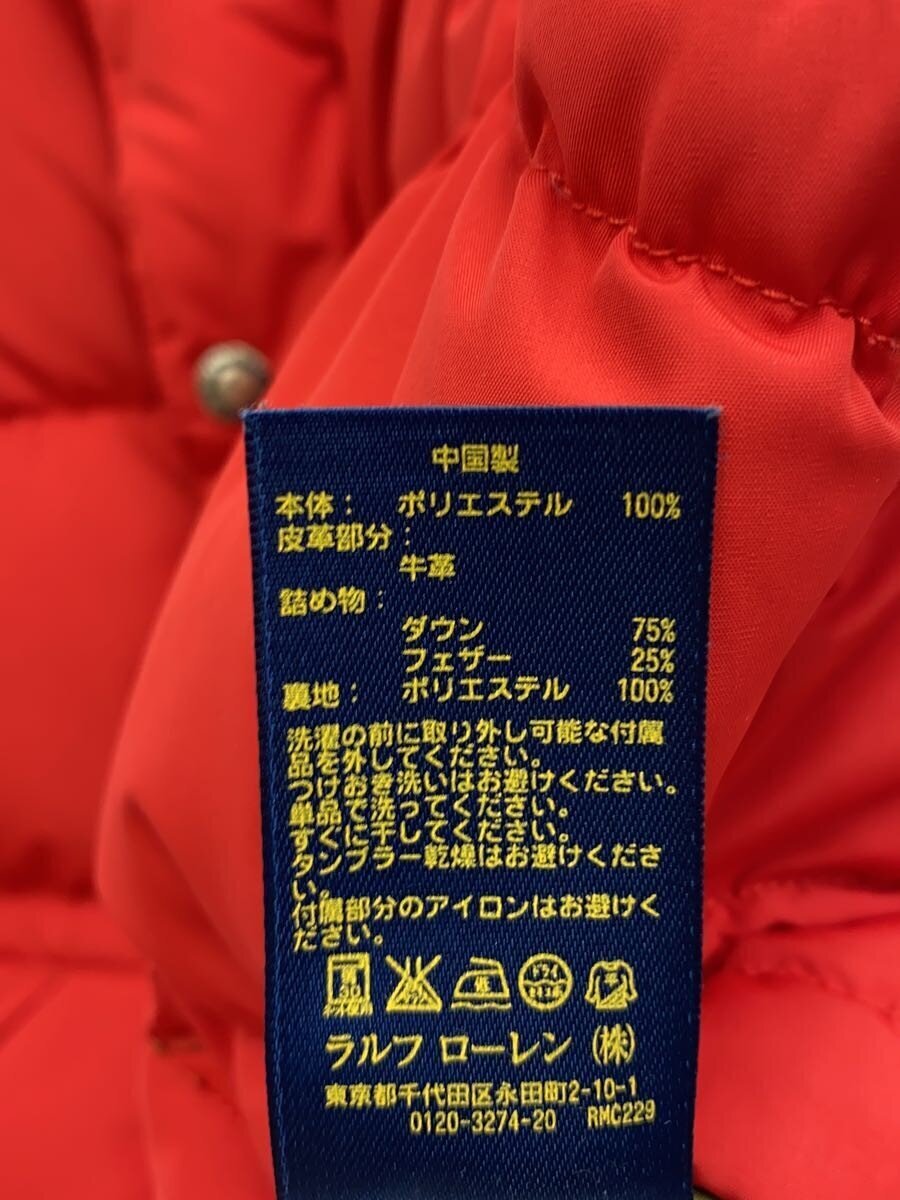 中国製
本体: ポリエステル 100%
皮革部分:
牛革
詰め物:
ダウン 75%
フェザー 25%
裏地: ポリエステル 100%
洗濯の前に取り外し可能な付属
品を外してください。
つけおき洗いはお避けください。
単品で洗ってください。
すぐに干してください。
タンブラー乾燥はお避けくださ
い。
付属部分のアイロンはお避けく
ださい。
ラルフ ローレン (株)
東京都千代田区永田町2-10-1
0120-3274-20 RMC229